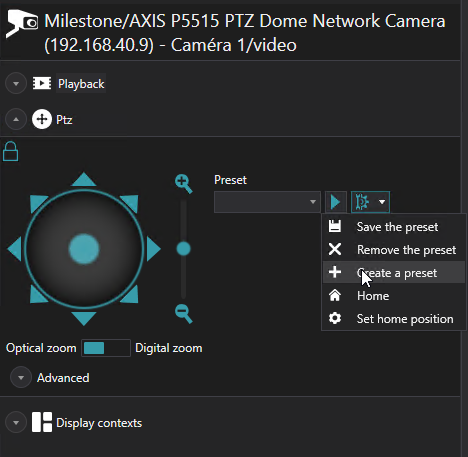 Milestone/AXIS P5515 PTZ Dome Network Camera
(192.168.40.9) - Caméra 1/video
Playback
Ptz
Preset
Save the preset
Remove the preset
Create a preset
Home
Set home position
Optical zoom
Digital zoom
Advanced
Display contexts